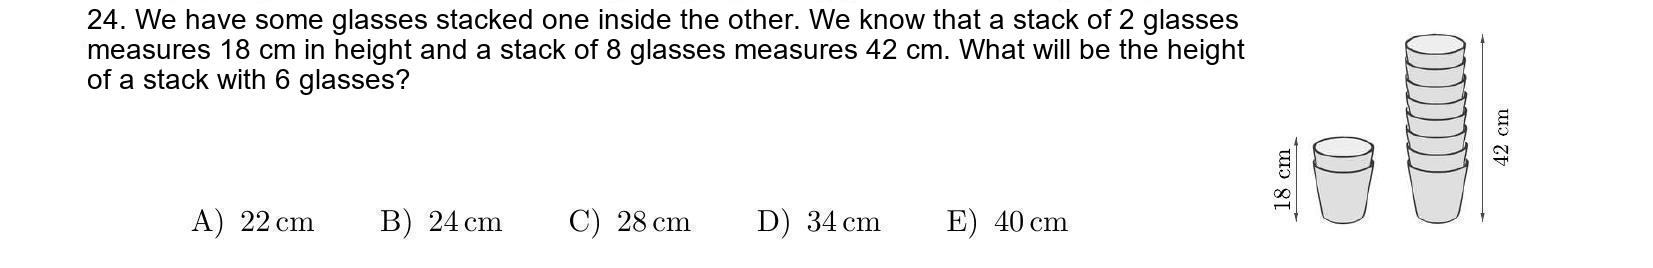 24. We have some glasses stacked one inside the other. We know that a stack of 2 glasses
measures 18 cm in height and a stack of 8 glasses measures 42 cm. What will be the height
of a stack with 6 glasses?
18 cm
42 cm
A) 22 cm B) 24 cm C) 28 cm D) 34 cm E) 40 cm